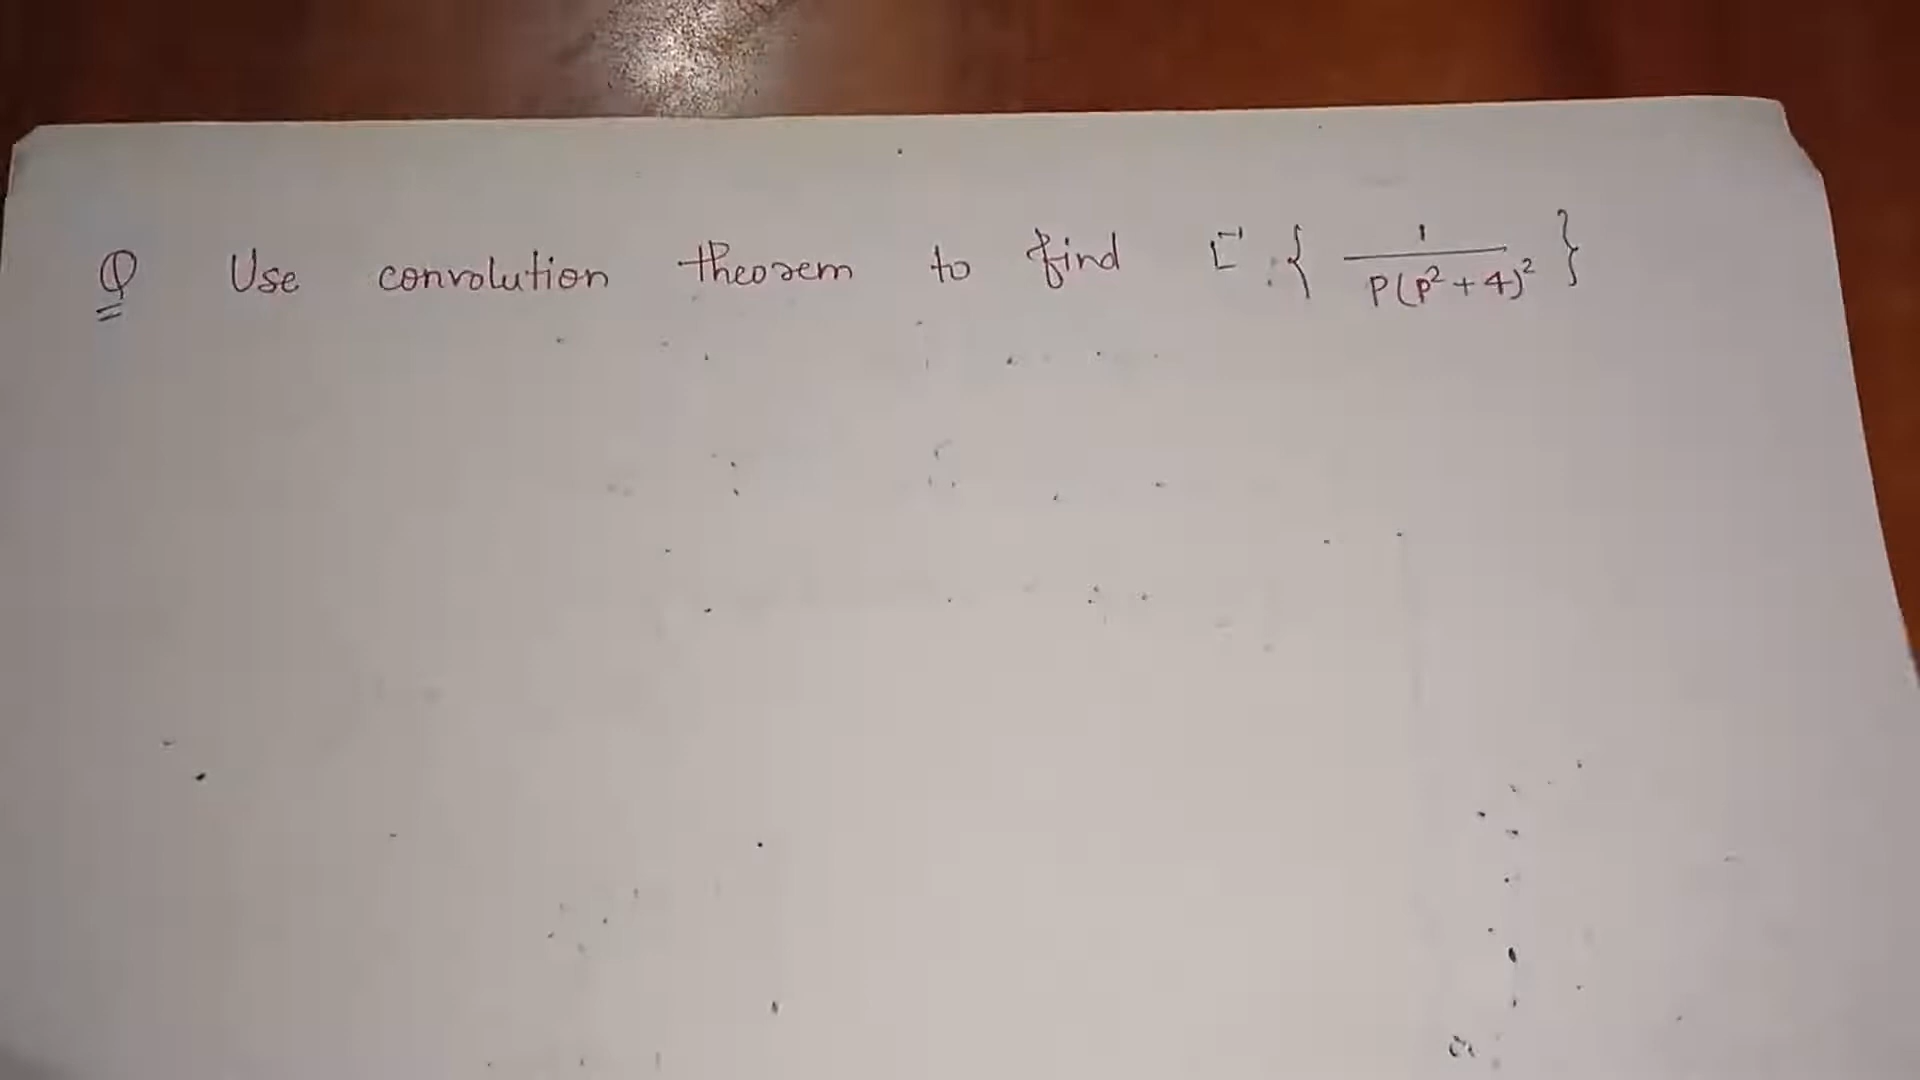 Q Use convolution theorem to find L⁻¹ { 1 / P(P² + 4)² }